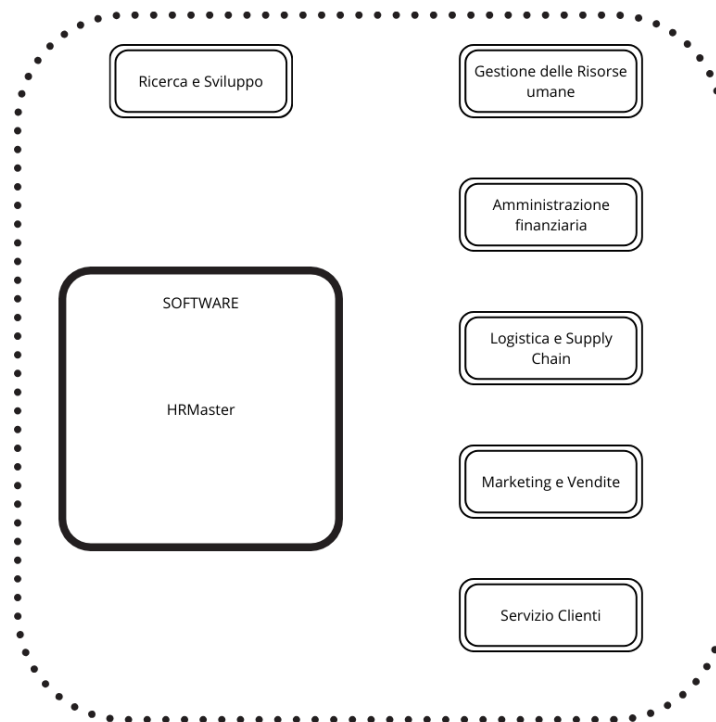 Ricerca e Sviluppo
Gestione delle Risorse
umane
Amministrazione
finanziaria
SOFTWARE
HRMaster
Logistica e Supply
Chain
Marketing e Vendite
Servizio Clienti